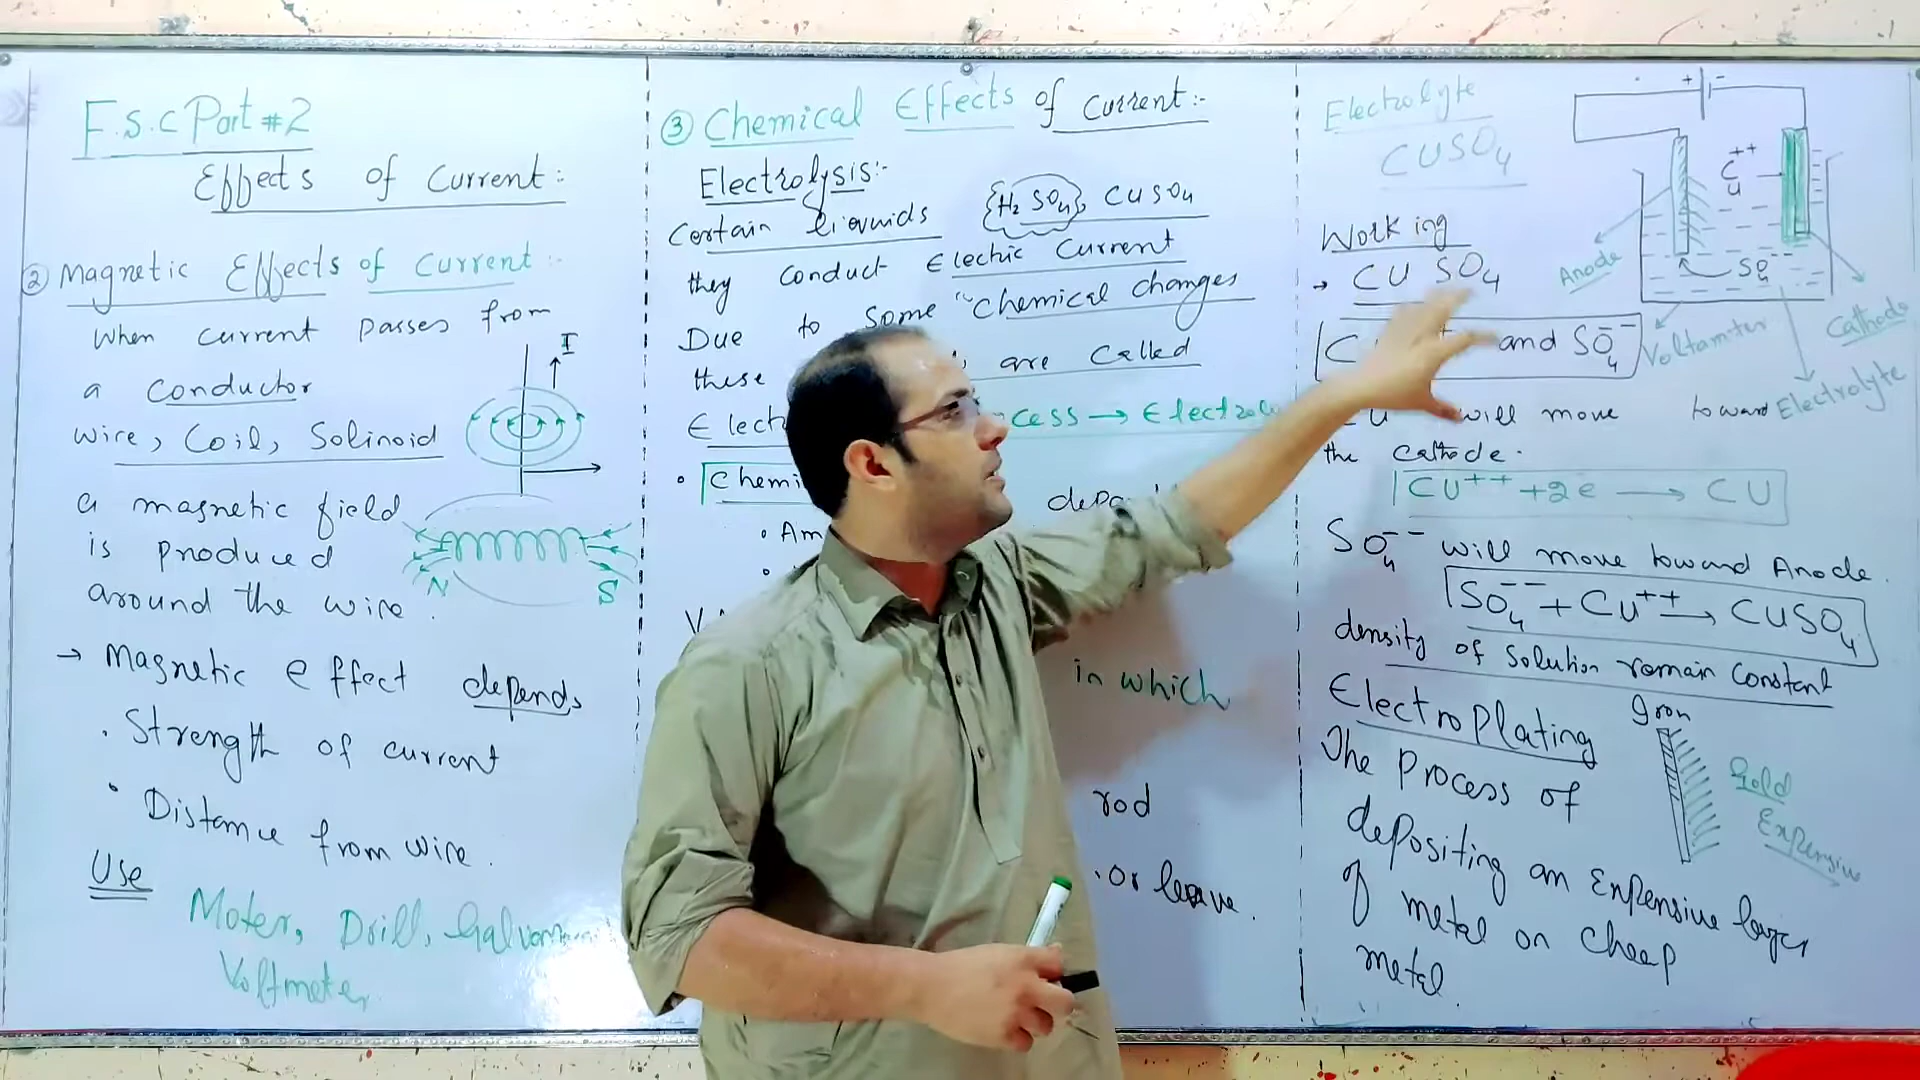 F.S.C Part #2
Effects of Current:-
② Magnetic Effects of Current:-
When current passes from
a conductor
wire, Coil, Solinoid
a magnetic field
is produced
around the wire.
I
N S
→ Magnetic effect depends
· Strength of current
· Distance from wire.
Use
Moter, Drill, Galvanom
Voltmeter
③ Chemical Effects of Current:-
Electrolysis:-
Certain
{H2 SO4}, CUSO4
they conduct Electric Current
Due to some "Chemical changes
these are called
Electr cess → Electrol
· Chemi
· Am
in which
rod
· or leave.
Electrolyte
CUSO4
+ -
Cu++
SO4--
Anode
Cathode
Voltamter
Electrolyte
Working
→ CU SO4
C + and SO4--
will move toward
the cathode.
CU++ + 2e → CU
SO4-- will move toward Anode.
SO4-- + Cu++ → CUSO4
density of solution remain constant
ElectroPlating
Iron
Gold
Expensive
The Process of
depositing an Expensive layer
of metal on cheap
metal.